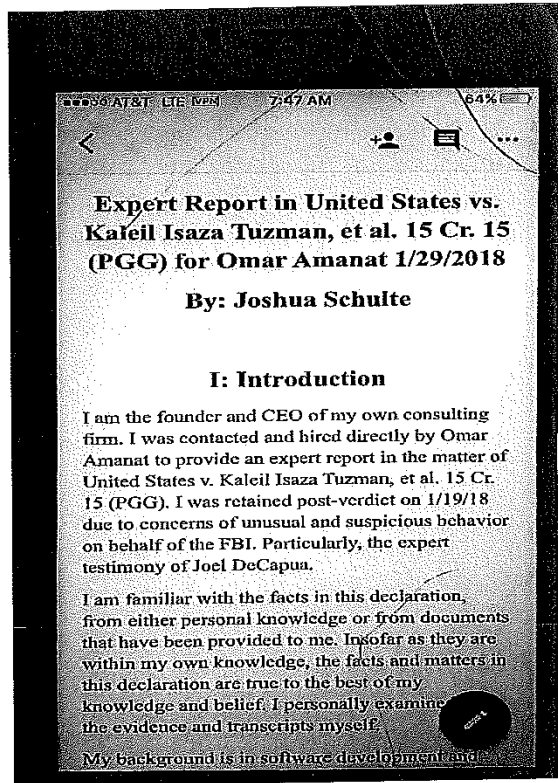 AT&T LTE VPN 7:47 AM 64%
Expert Report in United States vs.
Kaleil Isaza Tuzman, et al. 15 Cr. 15
(PGG) for Omar Amanat 1/29/2018
By: Joshua Schulte
I: Introduction
I am the founder and CEO of my own consulting
firm. I was contacted and hired directly by Omar
Amanat to provide an expert report in the matter of
United States v. Kaleil Isaza Tuzman, et al. 15 Cr.
15 (PGG). I was retained post-verdict on 1/19/18
due to concerns of unusual and suspicious behavior
on behalf of the FBI. Particularly, the expert
testimony of Joel DeCapua.
I am familiar with the facts in this declaration,
from either personal knowledge or from documents
that have been provided to me. Insofar as they are
within my own knowledge, the facts and matters in
this declaration are true to the best of my
knowledge and belief. I personally examine
the evidence and transcripts myself.
My background is in software development and